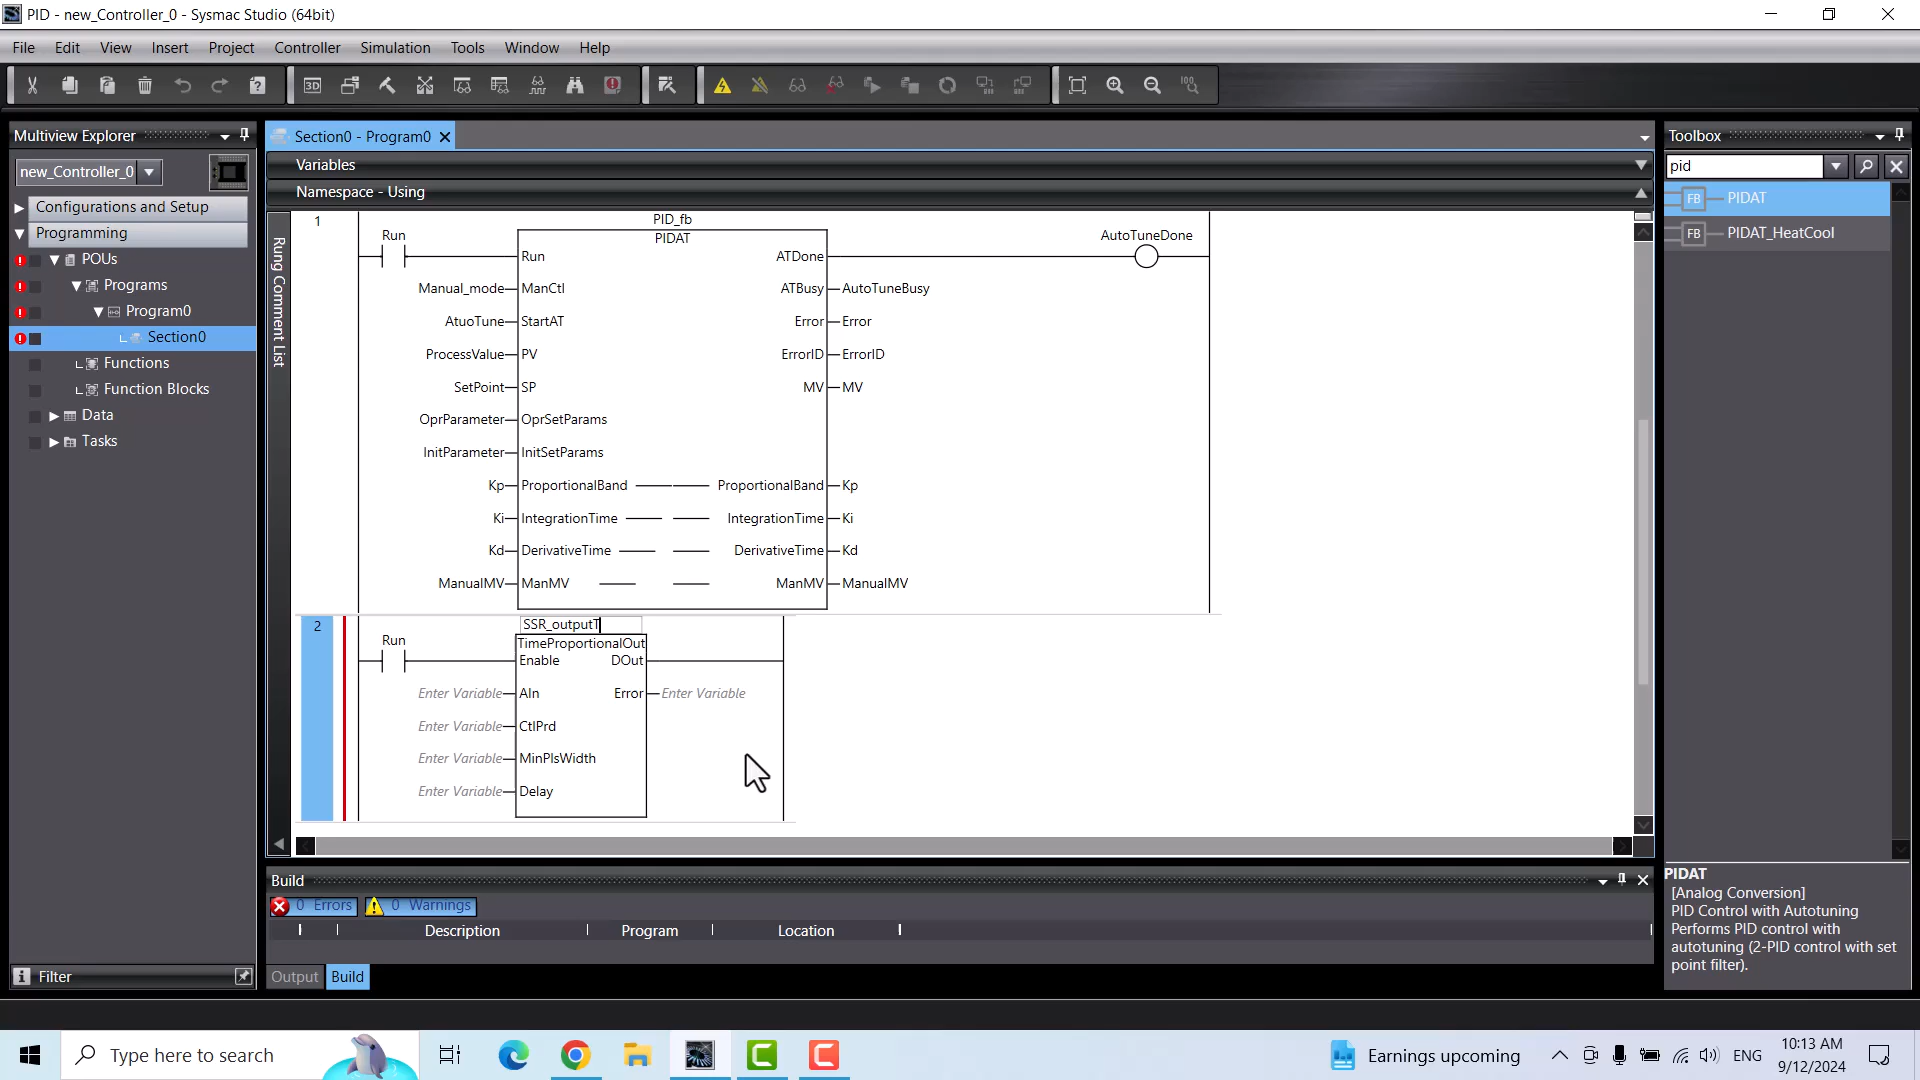 PID - new_Controller_0 - Sysmac Studio (64bit)
File Edit View Insert Project Controller Simulation Tools Window Help
Multiview Explorer
new_Controller_0
Configurations and Setup
Programming
POUs
Programs
Program0
Section0
Functions
Function Blocks
Data
Tasks
Filter
Section0 - Program0
Variables
Namespace - Using
Rung Comment List
1
PID_fb
PIDAT
Run
Run ATDone
AutoTuneDone
Manual_mode ManCtl ATBusy AutoTuneBusy
AtuoTune StartAT Error Error
ProcessValue PV ErrorID ErrorID
SetPoint SP MV MV
OprParameter OprSetParams
InitParameter InitSetParams
Kp ProportionalBand ProportionalBand Kp
Ki IntegrationTime IntegrationTime Ki
Kd DerivativeTime DerivativeTime Kd
ManualMV ManMV ManMV ManualMV
2
SSR_outputT
TimeProportionalOut
Run
Enable DOut
Enter Variable AIn Error Enter Variable
Enter Variable CtlPrd
Enter Variable MinPlsWidth
Enter Variable Delay
Build
0 Errors 0 Warnings
Description Program Location
Output Build
Toolbox
pid
FB PIDAT
FB PIDAT_HeatCool
PIDAT
[Analog Conversion]
PID Control with Autotuning
Performs PID control with
autotuning (2-PID control with set
point filter).
Type here to search
Earnings upcoming
ENG
10:13 AM
9/12/2024
3D
100%